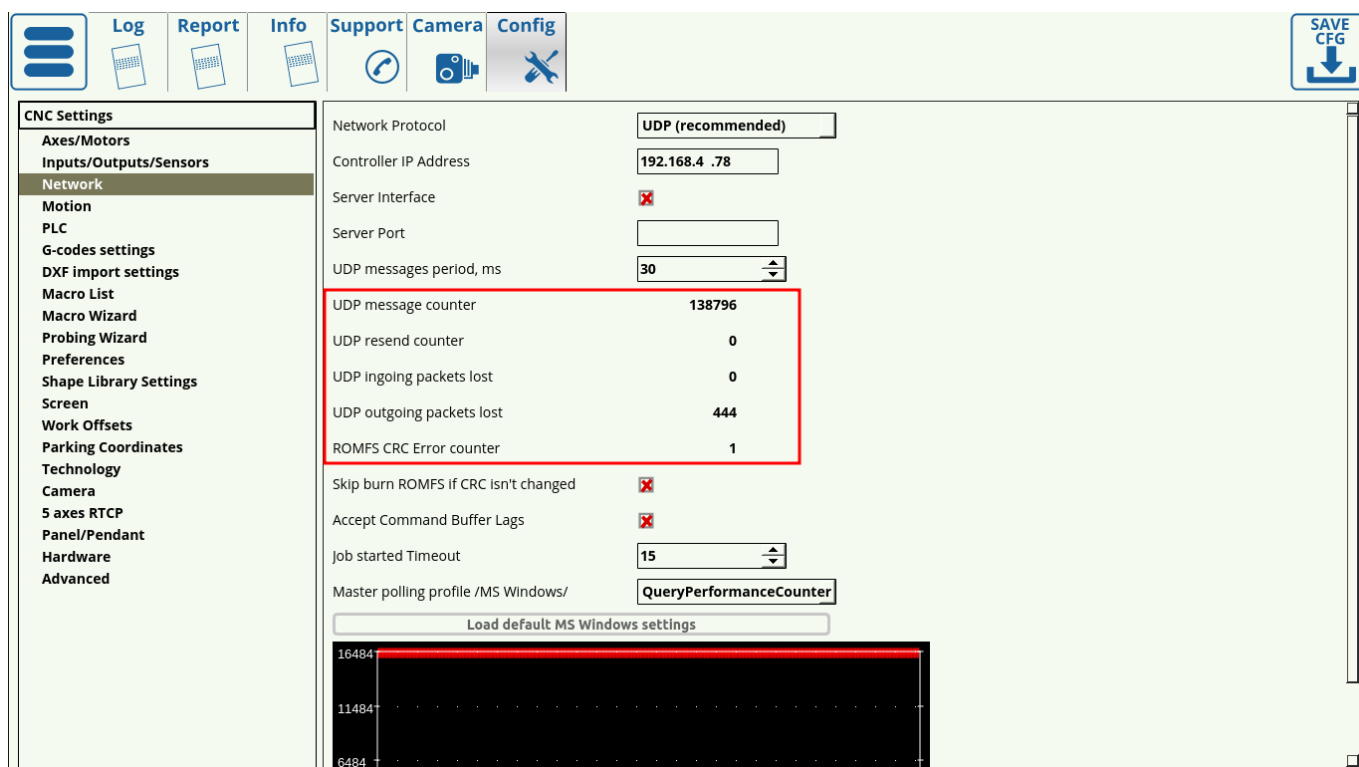 Log Report Info Support Camera Config
SAVE
CFG
CNC Settings
Axes/Motors
Inputs/Outputs/Sensors
Network
Motion
PLC
G-codes settings
DXF import settings
Macro List
Macro Wizard
Probing Wizard
Preferences
Shape Library Settings
Screen
Work Offsets
Parking Coordinates
Technology
Camera
5 axes RTCP
Panel/Pendant
Hardware
Advanced
Network Protocol UDP (recommended)
Controller IP Address 192.168.4 .78
Server Interface
Server Port
UDP messages period, ms 30
UDP message counter 138796
UDP resend counter 0
UDP ingoing packets lost 0
UDP outgoing packets lost 444
ROMFS CRC Error counter 1
Skip burn ROMFS if CRC isn't changed
Accept Command Buffer Lags
Job started Timeout 15
Master polling profile /MS Windows/ QueryPerformanceCounter
Load default MS Windows settings
16484
11484
6484